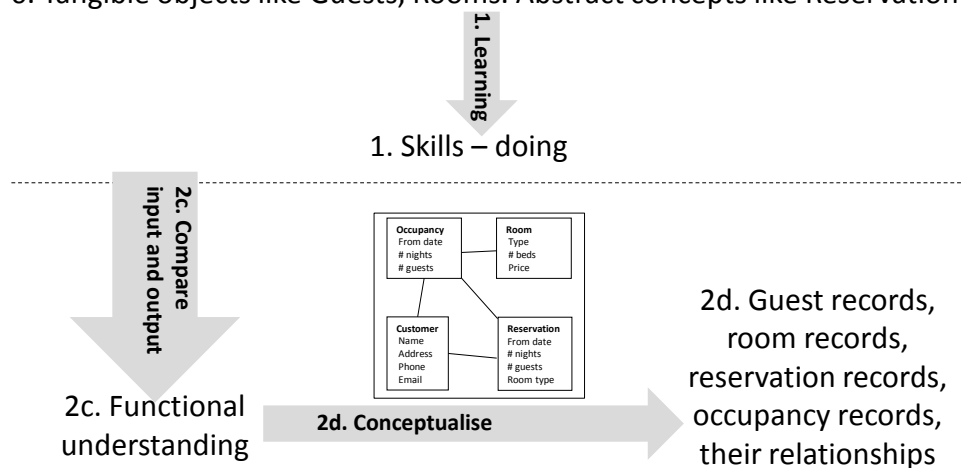 0. Tangible objects like Guests, Rooms. Abstract concepts like Reservation
1. Learning
1. Skills – doing
2c. Compare
input and output
Occupancy
From date
# nights
# guests
Room
Type
# beds
Price
Customer
Name
Address
Phone
Email
Reservation
From date
# nights
# guests
Room type
2c. Functional
understanding
2d. Conceptualise
2d. Guest records,
room records,
reservation records,
occupancy records,
their relationships